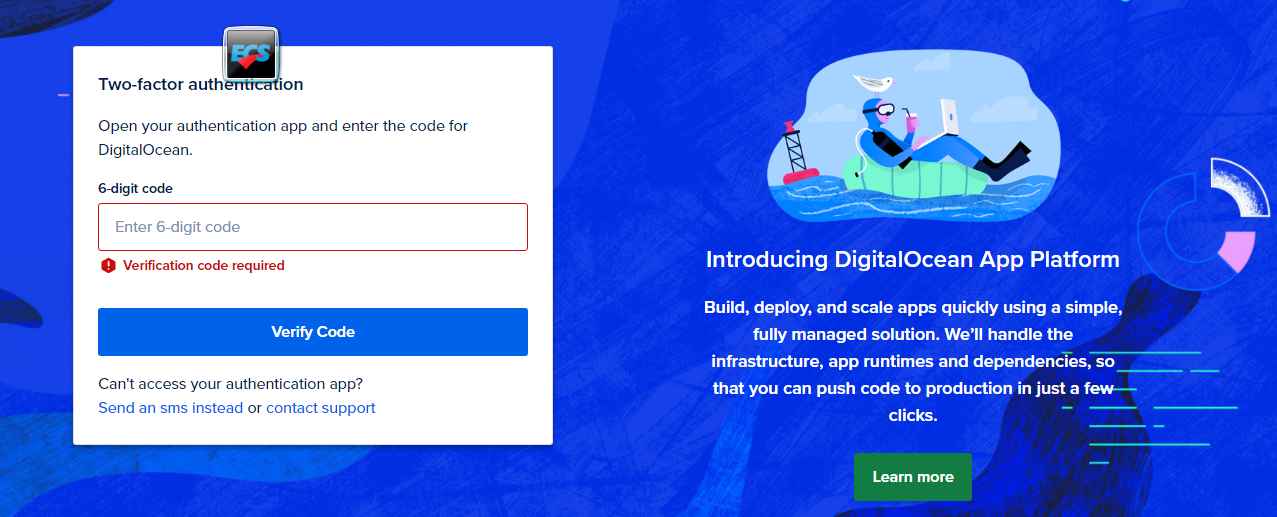 ECS
Two-factor authentication
Open your authentication app and enter the code for
DigitalOcean.
6-digit code
Enter 6-digit code
Verification code required
Verify Code
Can't access your authentication app?
Send an sms instead or contact support
Introducing DigitalOcean App Platform
Build, deploy, and scale apps quickly using a simple,
fully managed solution. We’ll handle the
infrastructure, app runtimes and dependencies, so
that you can push code to production in just a few
clicks.
Learn more